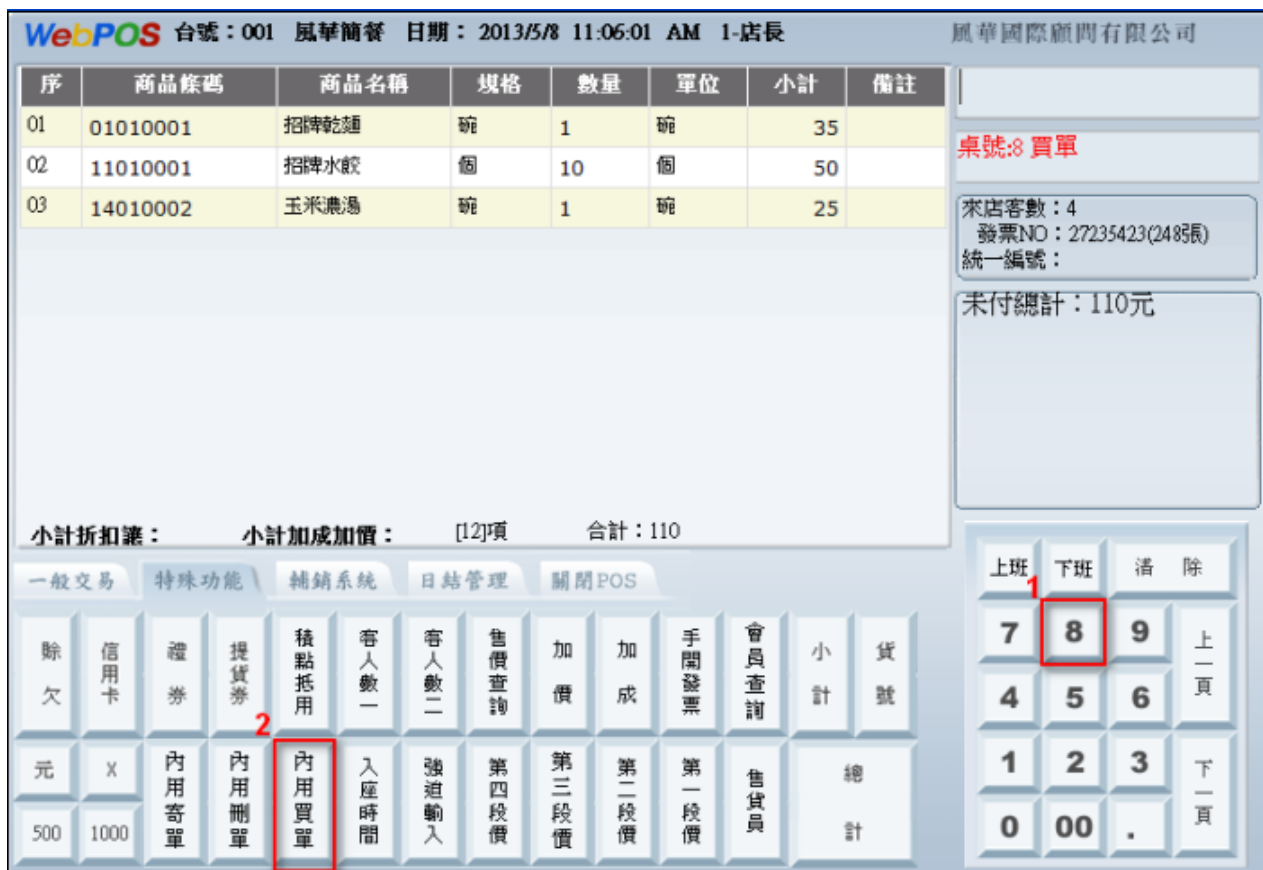 WebPOS 台號：001 風華簡餐 日期： 2013/5/8 11:06:01 AM 1-店長
風華國際顧問有限公司
序 商品條碼 商品名稱 規格 數量 單位 小計 備註
01 01010001 招牌乾麵 碗 1 碗 35
02 11010001 招牌水餃 個 10 個 50
03 14010002 玉米濃湯 碗 1 碗 25
桌號:8 買單
來店客數：4
發票NO：27235423(248張)
統一編號：
未付總計：110元
小計折扣讓： 小計加成加價： [12]項 合計：110
一般交易 特殊功能 輔銷系統 日結管理 關閉POS
賒欠 信用卡 禮券 提貨券 積點抵用 客人數一 客人數二 售價查詢 加價 加成 手開發票 會員查詢 小計 貨號
2
元 X 內用寄單 內用刪單 內用買單 入座時間 強迫輸入 第四段價 第三段價 第二段價 第一段價 售貨員 總計
500 1000
上班 下班 清除
1
7 8 9 上一頁
4 5 6
1 2 3 下一頁
0 00 .